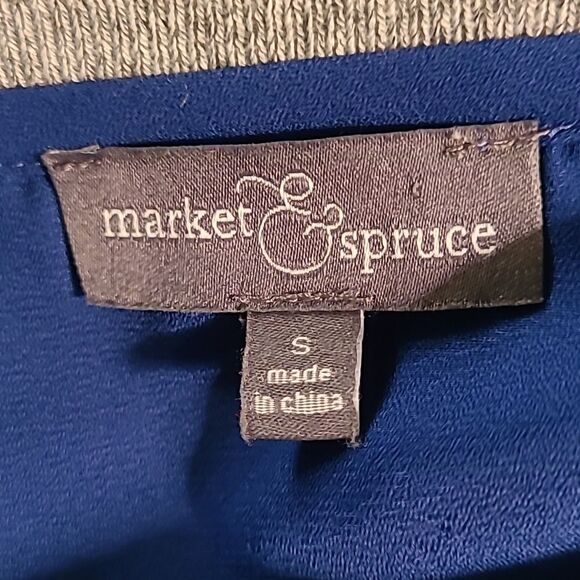 market & spruce
S
made
in china